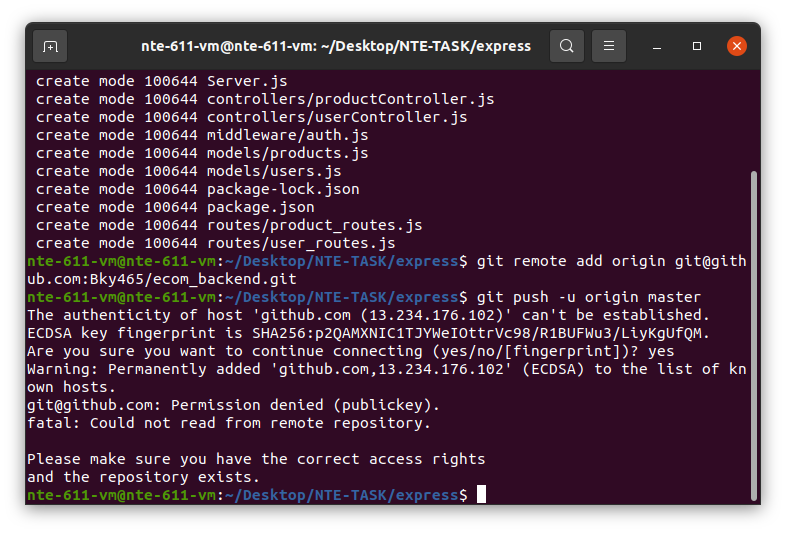 nte-611-vm@nte-611-vm: ~/Desktop/NTE-TASK/express
create mode 100644 Server.js
create mode 100644 controllers/productController.js
create mode 100644 controllers/userController.js
create mode 100644 middleware/auth.js
create mode 100644 models/products.js
create mode 100644 models/users.js
create mode 100644 package-lock.json
create mode 100644 package.json
create mode 100644 routes/product_routes.js
create mode 100644 routes/user_routes.js
nte-611-vm@nte-611-vm:~/Desktop/NTE-TASK/express$ git remote add origin git@gith
ub.com:Bky465/ecom_backend.git
nte-611-vm@nte-611-vm:~/Desktop/NTE-TASK/express$ git push -u origin master
The authenticity of host 'github.com (13.234.176.102)' can't be established.
ECDSA key fingerprint is SHA256:p2QAMXNIC1TJYWeIOttrVc98/R1BUFWu3/LiyKgUfQM.
Are you sure you want to continue connecting (yes/no/[fingerprint])? yes
Warning: Permanently added 'github.com,13.234.176.102' (ECDSA) to the list of kn
own hosts.
git@github.com: Permission denied (publickey).
fatal: Could not read from remote repository.

Please make sure you have the correct access rights
and the repository exists.
nte-611-vm@nte-611-vm:~/Desktop/NTE-TASK/express$